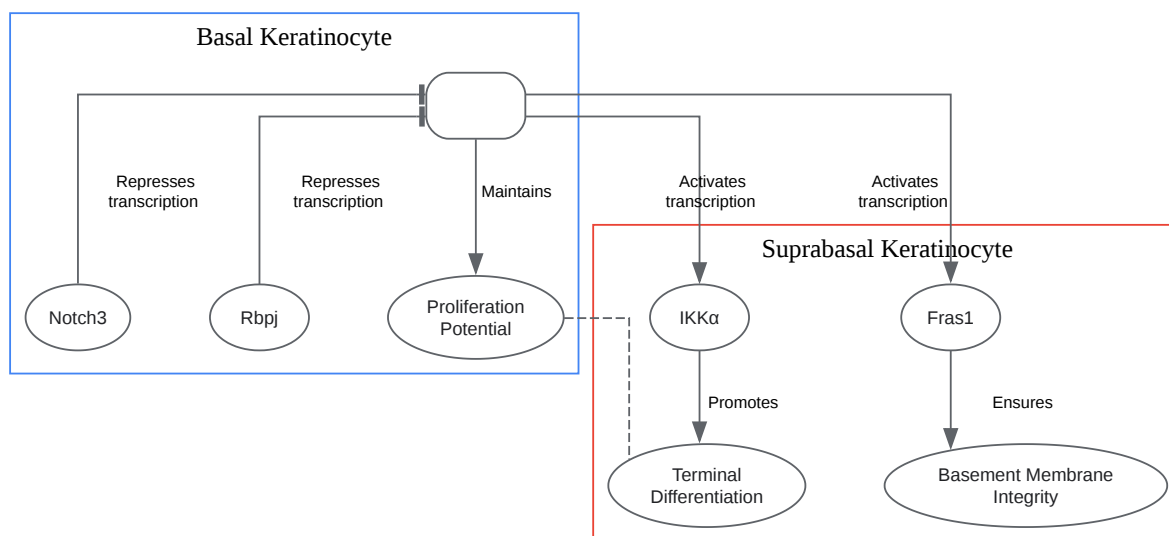 Basal Keratinocyte
Represses
transcription
Represses
transcription
Maintains
Activates
transcription
Activates
transcription
Suprabasal Keratinocyte
Notch3
Rbpj
Proliferation
Potential
IKKα
Fras1
Promotes
Ensures
Terminal
Differentiation
Basement Membrane
Integrity